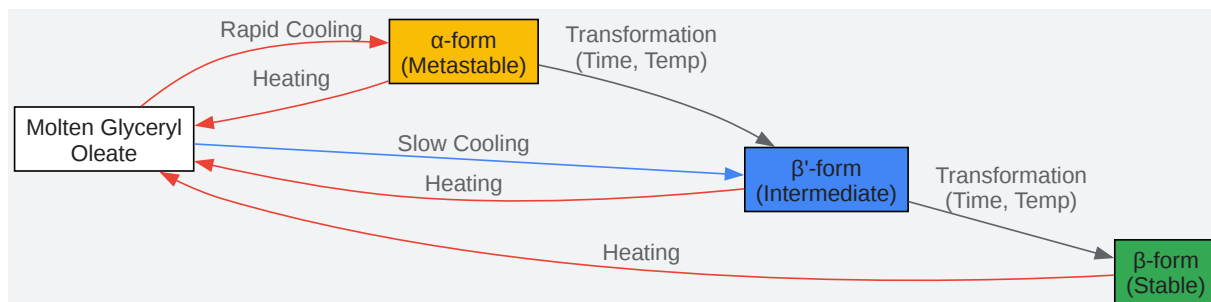 Rapid Cooling
α-form
(Metastable)
Transformation
(Time, Temp)
Heating
Molten Glyceryl
Oleate
Slow Cooling
Heating
β'-form
(Intermediate)
Transformation
(Time, Temp)
Heating
β-form
(Stable)